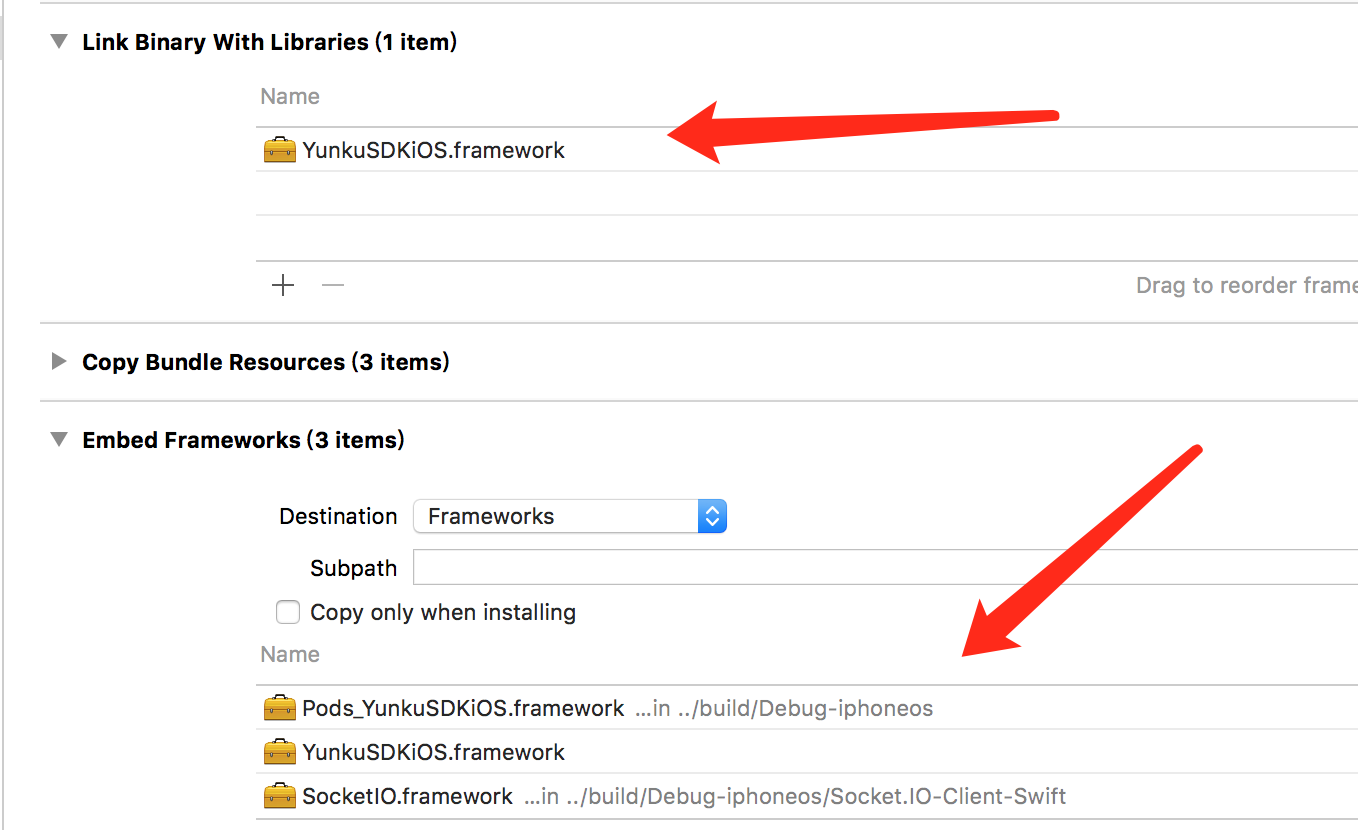 Link Binary With Libraries (1 item)
Name
YunkuSDKiOS.framework
Drag to reorder frame
Copy Bundle Resources (3 items)
Embed Frameworks (3 items)
Destination Frameworks
Subpath
Copy only when installing
Name
Pods_YunkuSDKiOS.framework ...in ../build/Debug-iphoneos
YunkuSDKiOS.framework
SocketIO.framework ...in ../build/Debug-iphoneos/Socket.IO-Client-Swift